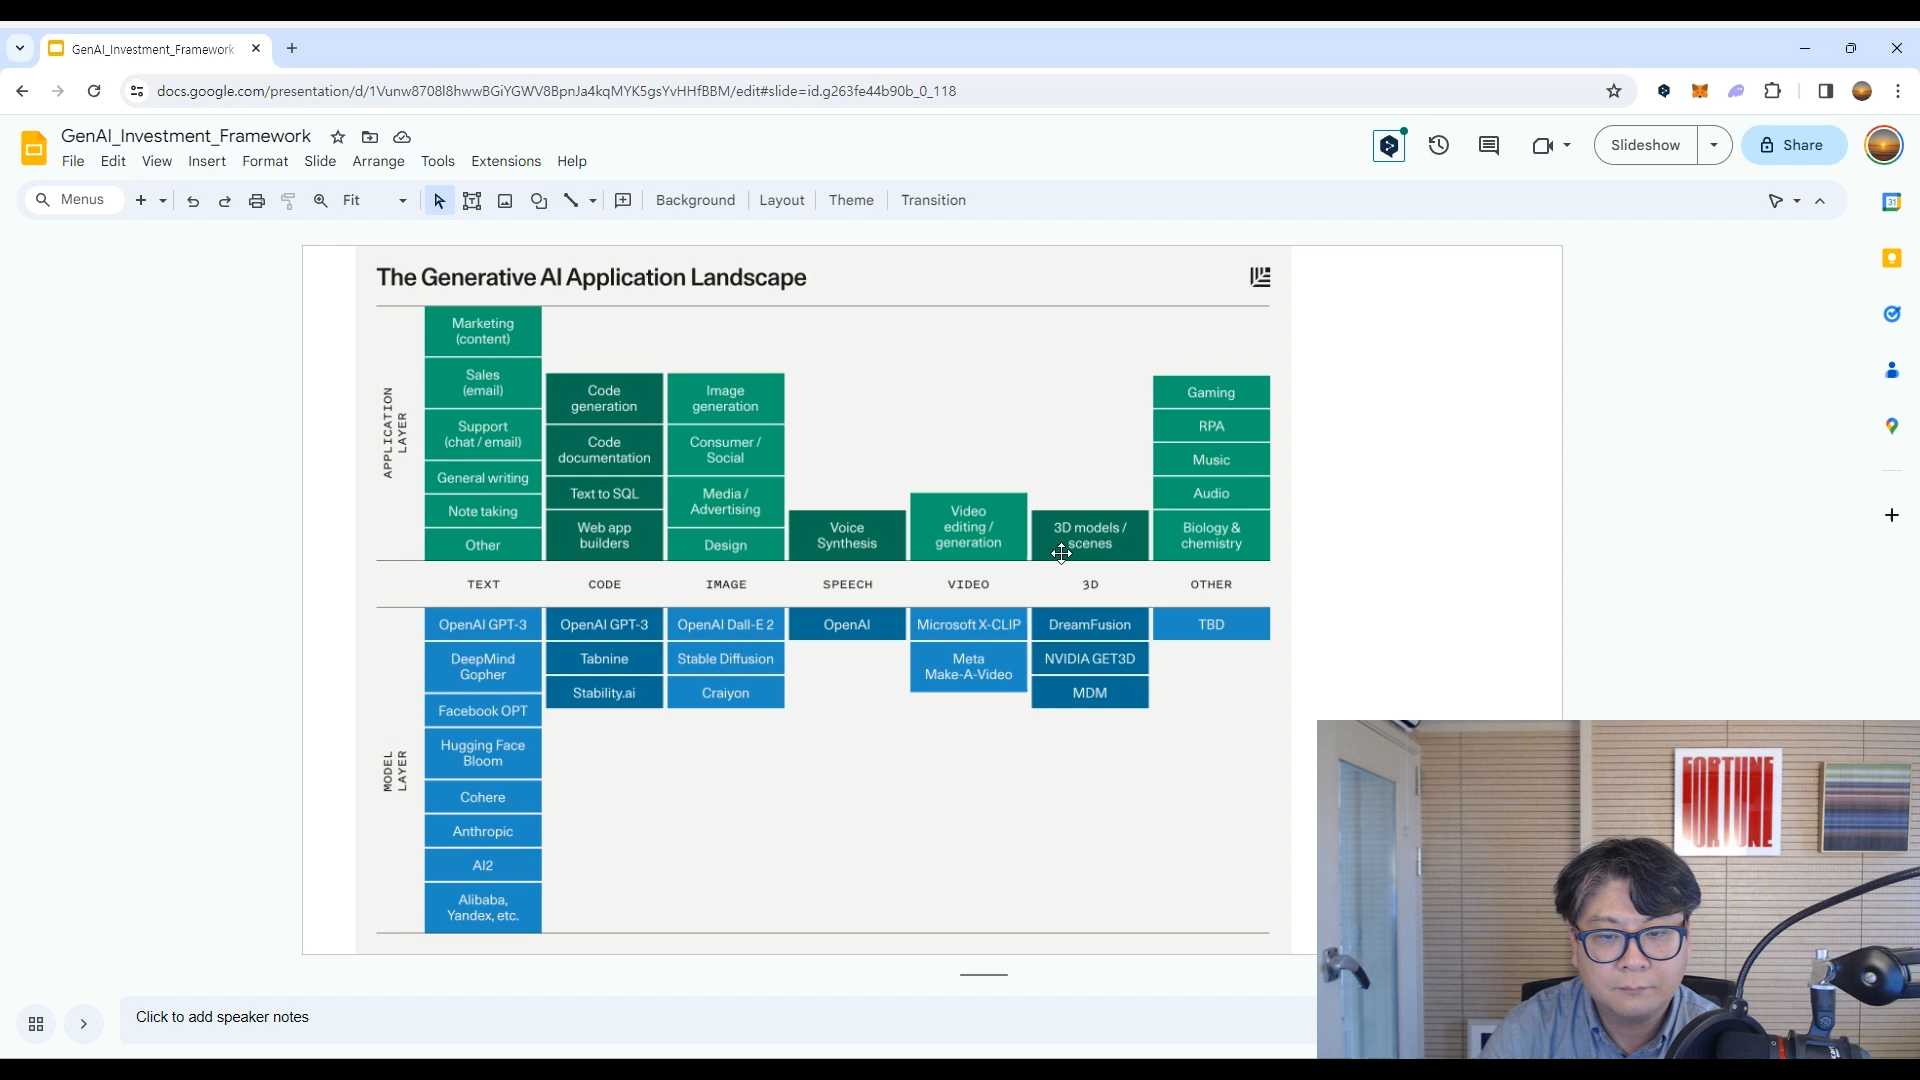 GenAI_Investment_Framework
docs.google.com/presentation/d/1Vunw8708l8hwwBGiYGWV8BpnJa4kqMYK5gsYvHHfBBM/edit#slide=id.g263fe44b90b_0_118
GenAI_Investment_Framework
File Edit View Insert Format Slide Arrange Tools Extensions Help
Slideshow
Share
Menus
Fit
Background
Layout
Theme
Transition
31
The Generative AI Application Landscape
APPLICATION
LAYER
Marketing
(content)
Sales
(email)
Support
(chat / email)
General writing
Note taking
Other
Code
generation
Code
documentation
Text to SQL
Web app
builders
Image
generation
Consumer /
Social
Media /
Advertising
Design
Voice
Synthesis
Video
editing /
generation
3D models /
scenes
Gaming
RPA
Music
Audio
Biology &
chemistry
TEXT CODE IMAGE SPEECH VIDEO 3D OTHER
MODEL
LAYER
OpenAI GPT-3
DeepMind
Gopher
Facebook OPT
Hugging Face
Bloom
Cohere
Anthropic
AI2
Alibaba,
Yandex, etc.
OpenAI GPT-3
Tabnine
Stability.ai
OpenAI Dall-E 2
Stable Diffusion
Craiyon
OpenAI
Microsoft X-CLIP
Meta
Make-A-Video
DreamFusion
NVIDIA GET3D
MDM
TBD
Click to add speaker notes
FORTUNE
FORTUNE